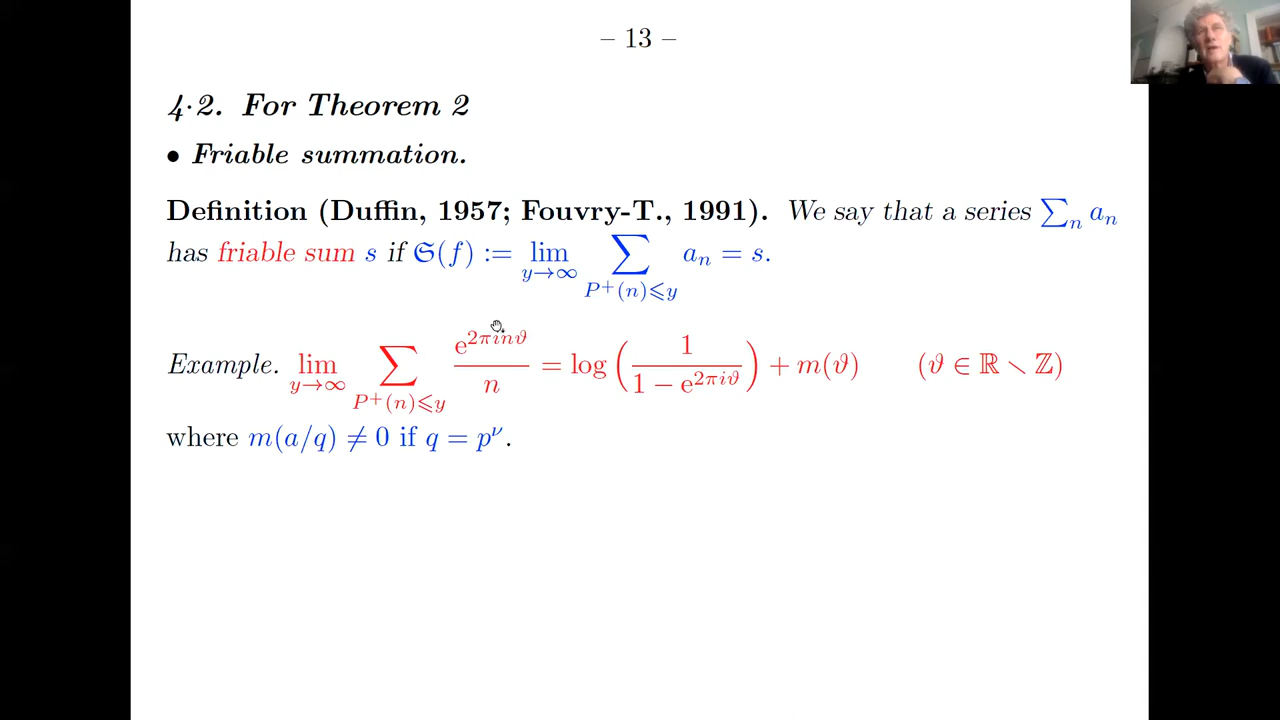 – 13 –
4·2. For Theorem 2
• Friable summation.
Definition (Duffin, 1957; Fouvry-T., 1991). We say that a series ∑_n a_n
has friable sum s if 𝔖(f) := lim_{y→∞} ∑_{P⁺(n)⩽y} a_n = s.
Example. lim_{y→∞} ∑_{P⁺(n)⩽y} e^{2πinϑ}/n = log(1/(1 − e^{2πiϑ})) + m(ϑ) (ϑ ∈ ℝ ∖ ℤ)
where m(a/q) ≠ 0 if q = p^ν.